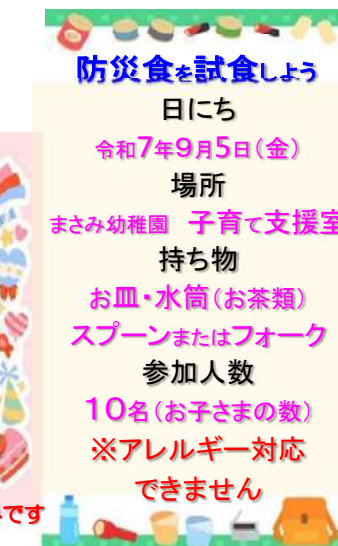 防災食を試食しよう
日にち
令和7年9月5日(金)
場所
まさみ幼稚園 子育て支援室
持ち物
お皿・水筒(お茶類)
スプーンまたはフォーク
参加人数
10名(お子さまの数)
※アレルギー対応
できません
です